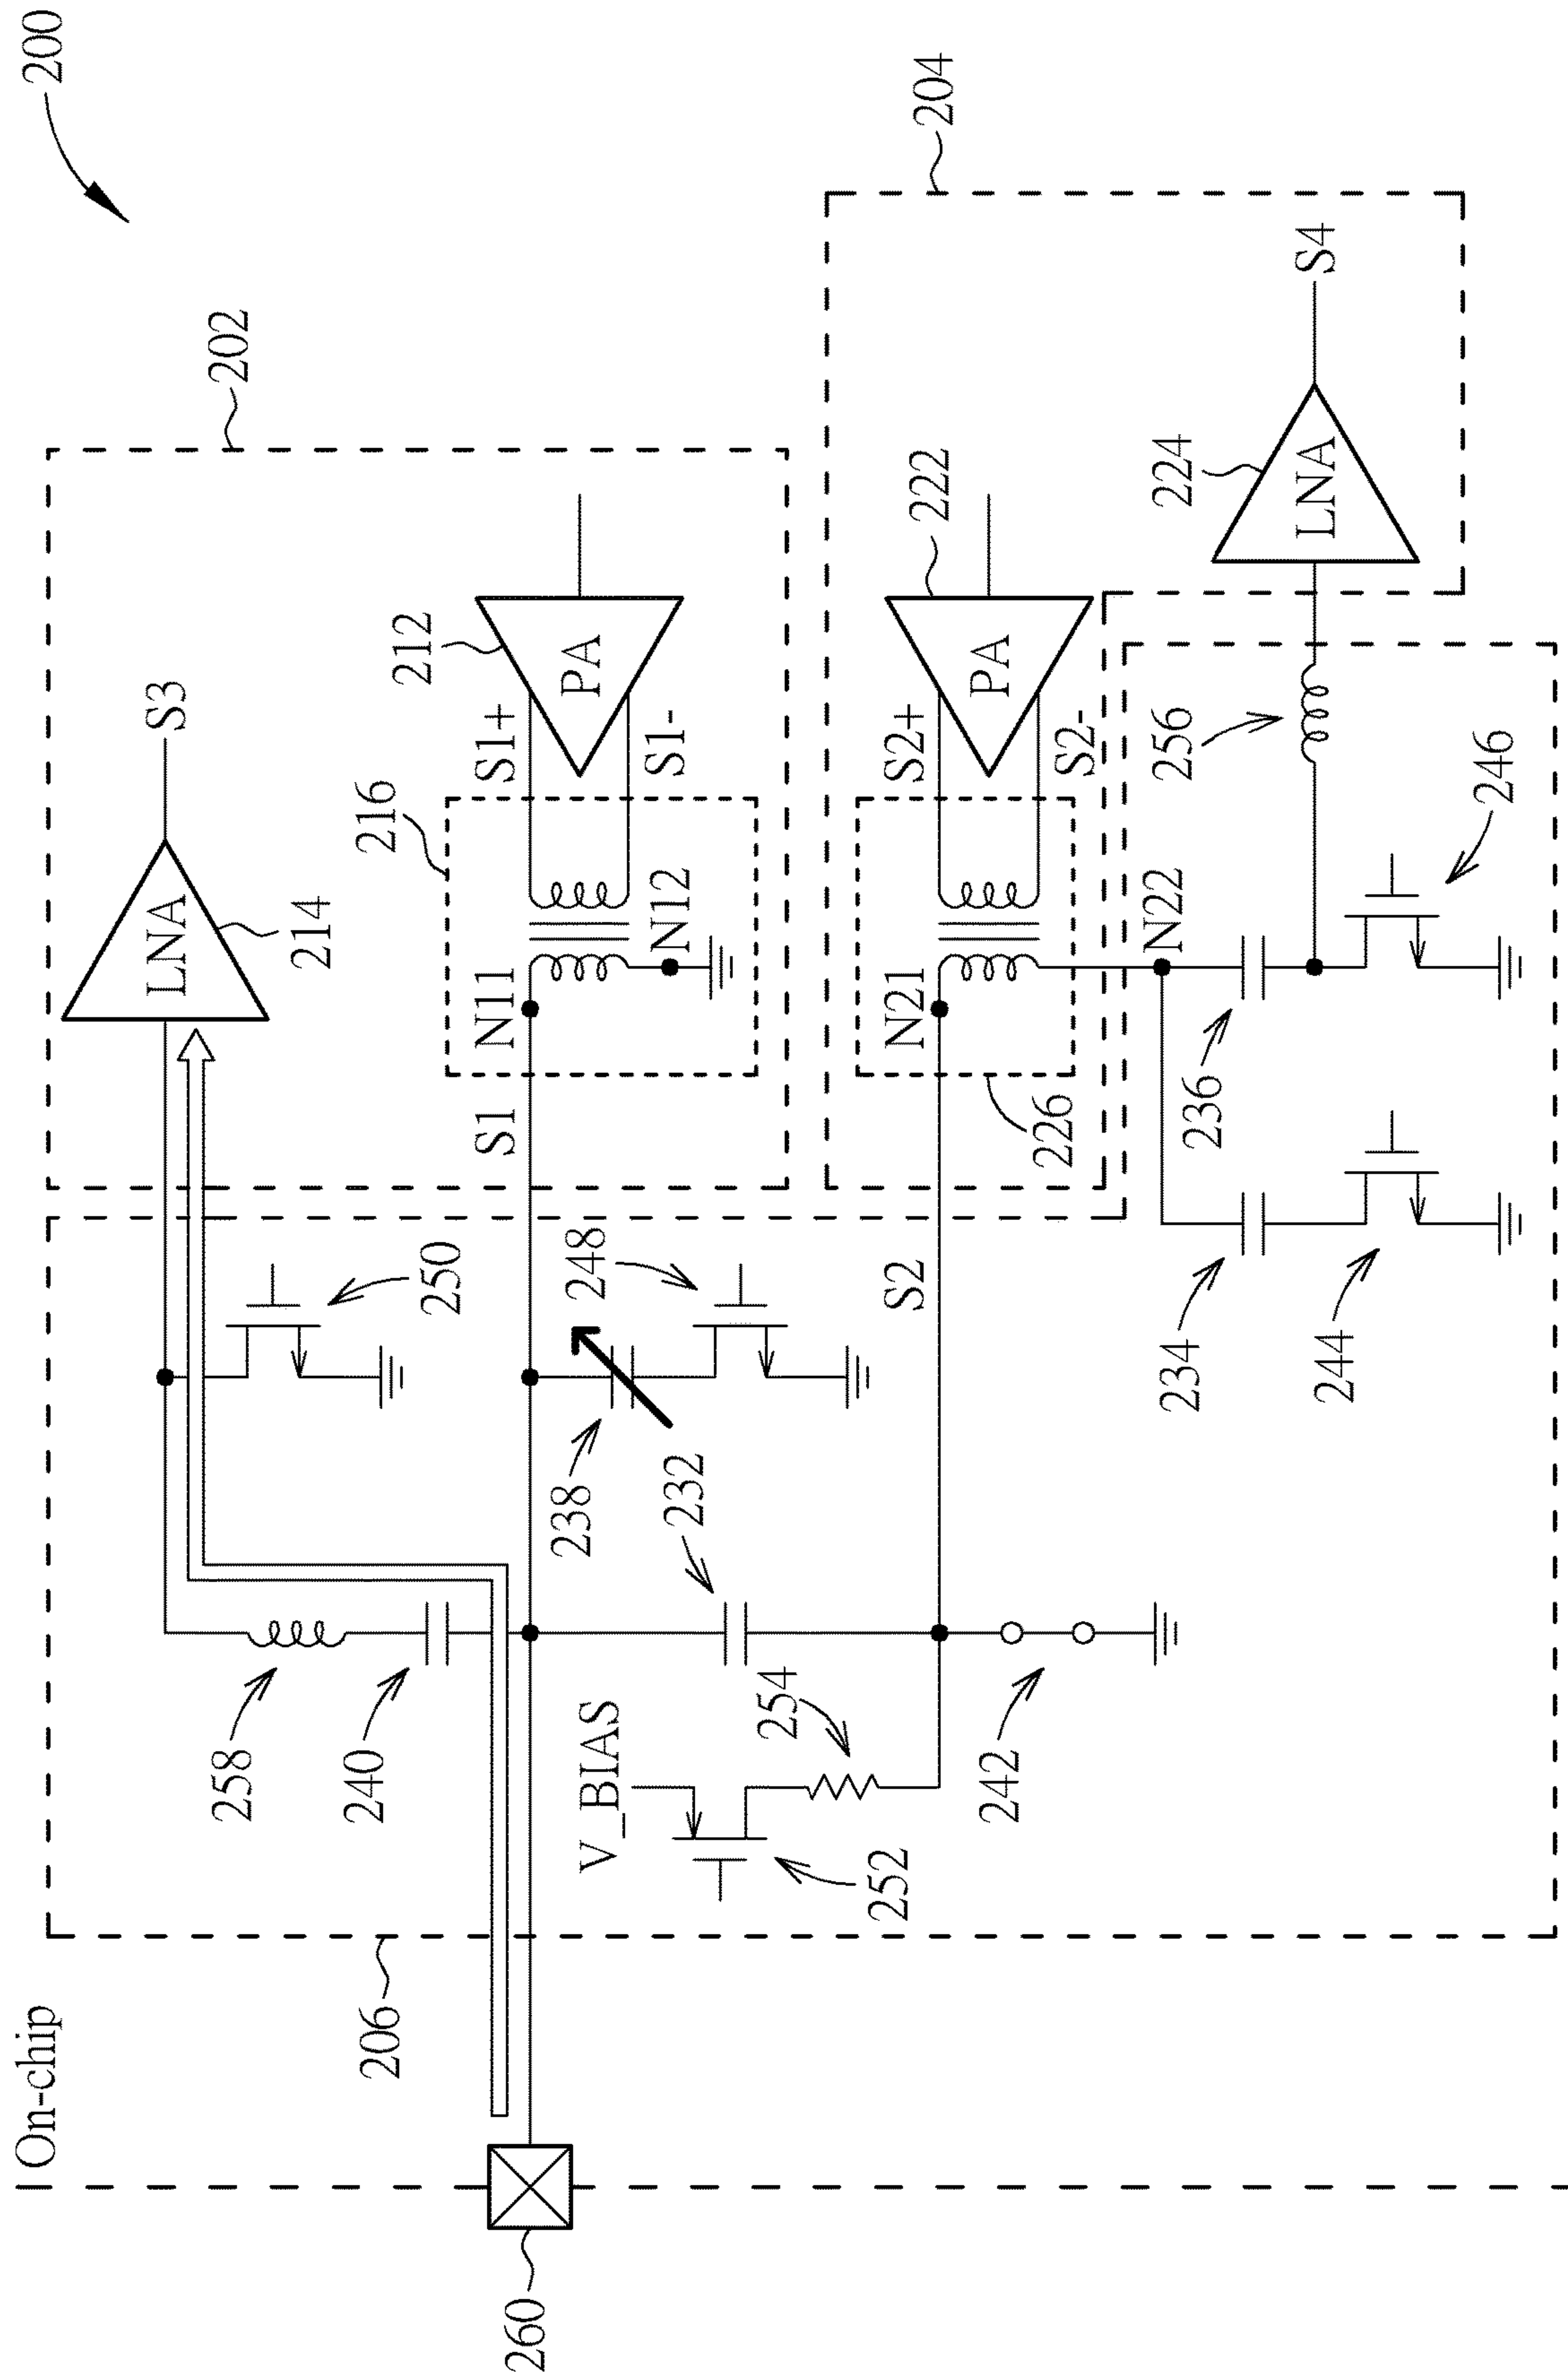 200
On-chip
202
204
206
LNA
214
S3
212
PA
S1+
S1-
216
N11
N12
S1
222
PA
S2+
S2-
226
N21
N22
S2
224
LNA
S4
256
246
236
234
244
250
248
238
232
258
240
V_BIAS
254
252
242
260